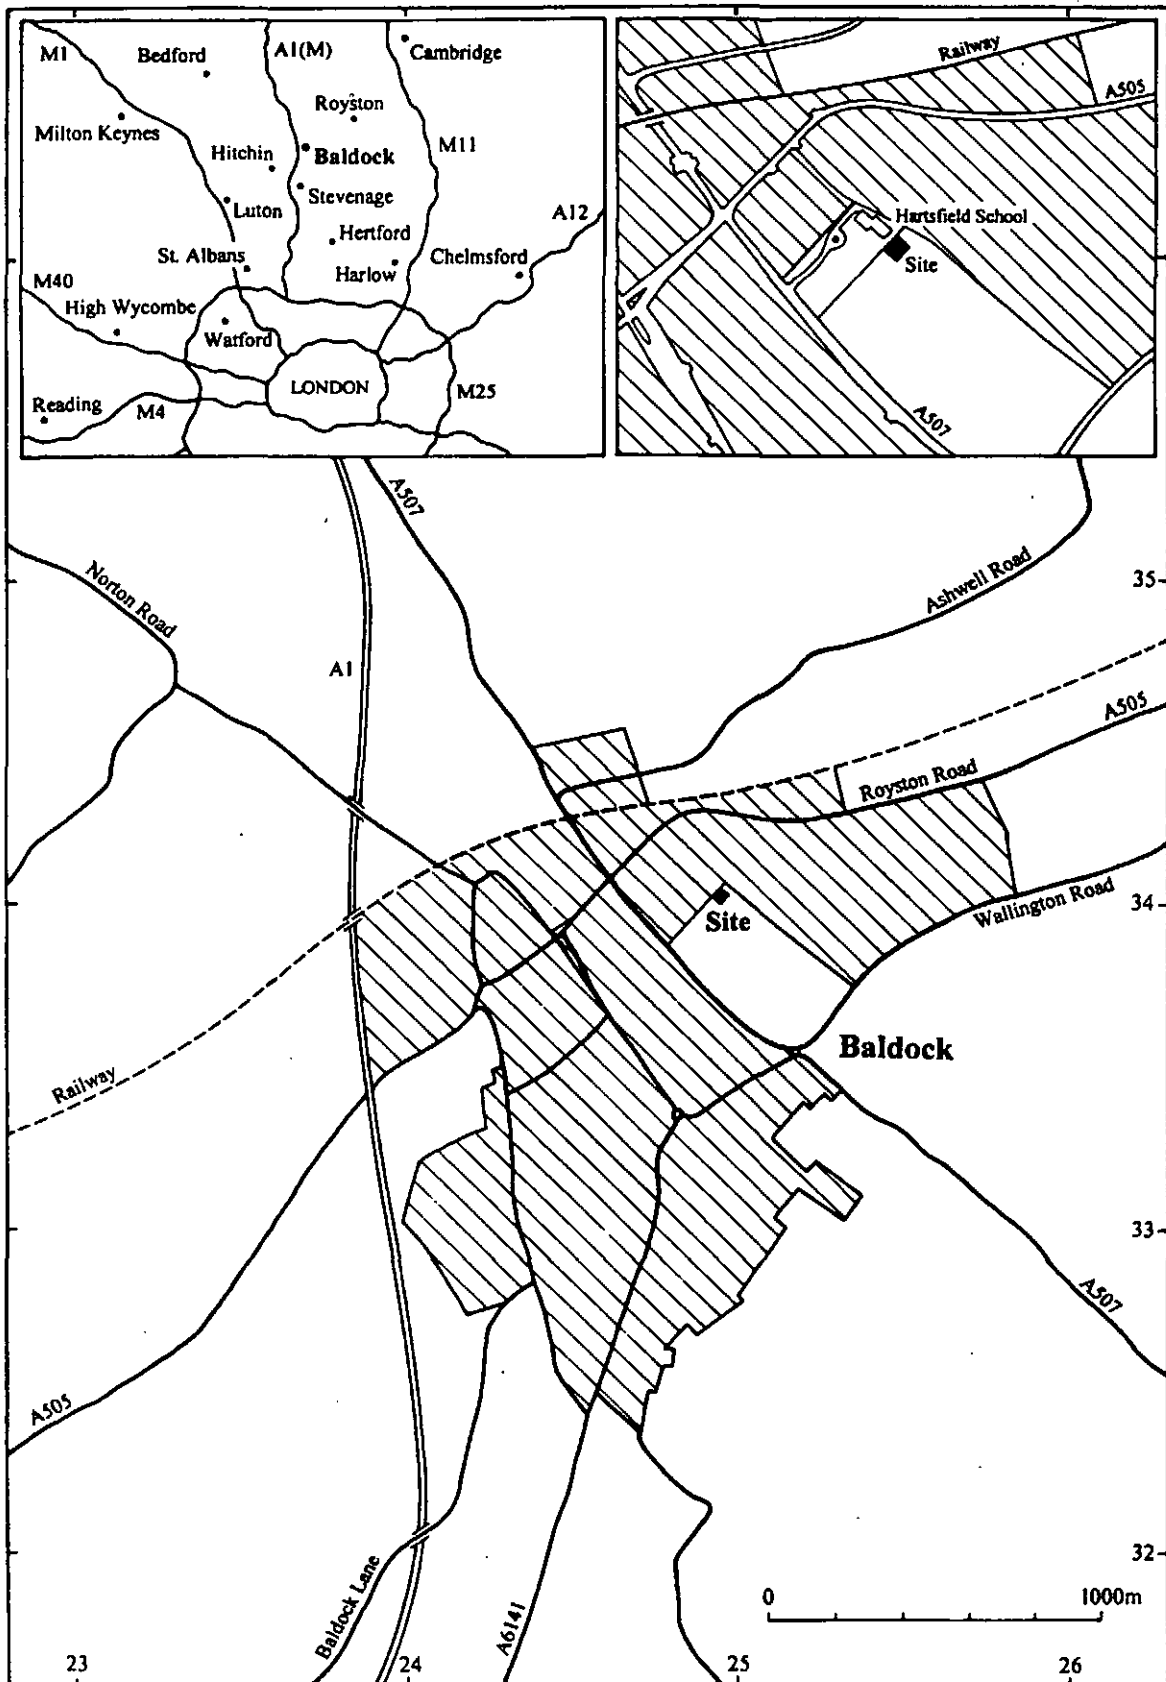 M1
Bedford
A1(M)
Cambridge
Royston
Milton Keynes
Hitchin
Baldock
M11
Stevenage
Luton
A12
Hertford
St. Albans
Chelmsford
Harlow
M40
High Wycombe
Watford
LONDON
M25
Reading
M4
Railway
A505
Hartsfield School
Site
A507
A507
Norton Road
Ashwell Road
35
A1
A505
Royston Road
Site
34
Wallington Road
Baldock
Railway
33
A507
A505
32
Baldock Lane
A6141
0
1000m
23
24
25
26